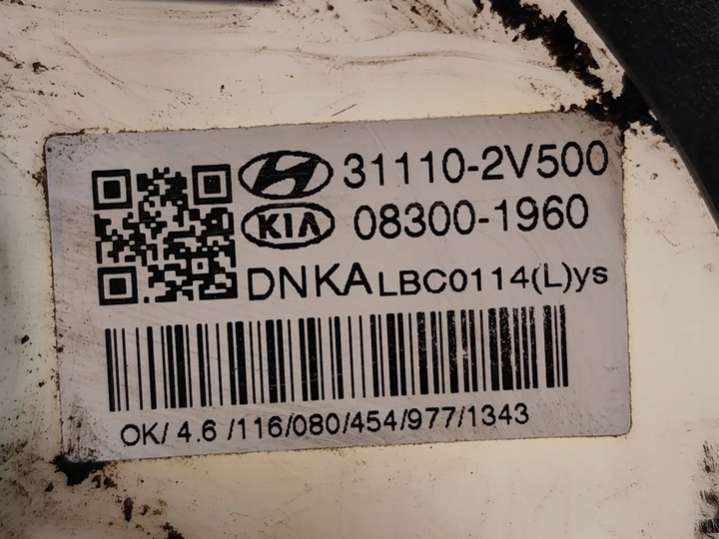 31110-2V500
KIA 08300-1960
DNKA LBC0114(L)ys
OK/ 4.6 /116/080/454/977/1343